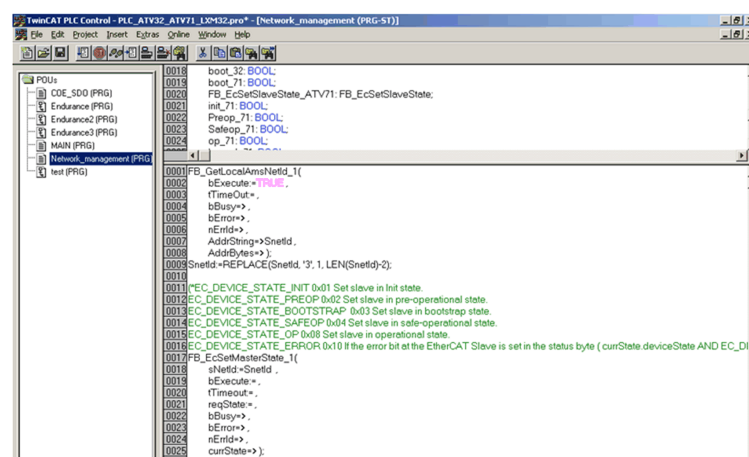 TwinCAT PLC Control - PLC_ATV32_ATV71_LXM32.pro* - [Network_management (PRG-ST)]
File Edit Project Insert Extras Online Window Help
POUs
COE_SDO (PRG)
Endurance (PRG)
Endurance2 (PRG)
Endurance3 (PRG)
MAIN (PRG)
Network_management (PRG)
test (PRG)
0018 boot_32: BOOL;
0019 boot_71: BOOL;
0020 FB_EcSetSlaveState_ATV71: FB_EcSetSlaveState;
0021 init_71: BOOL;
0022 Preop_71: BOOL;
0023 Safeop_71: BOOL;
0024 op_71: BOOL;
0001 FB_GetLocalAmsNetId_1(
0002 bExecute:=TRUE ,
0003 tTimeOut:= ,
0004 bBusy=> ,
0005 bError=> ,
0006 nErrId=> ,
0007 AddrString=>SnetId ,
0008 AddrBytes=> );
0009 SnetId:=REPLACE(SnetId, '3', 1, LEN(SnetId)-2);
0010
0011 (*EC_DEVICE_STATE_INIT 0x01 Set slave in Init state.
0012 EC_DEVICE_STATE_PREOP 0x02 Set slave in pre-operational state.
0013 EC_DEVICE_STATE_BOOTSTRAP 0x03 Set slave in bootstrap state.
0014 EC_DEVICE_STATE_SAFEOP 0x04 Set slave in safe-operational state.
0015 EC_DEVICE_STATE_OP 0x08 Set slave in operational state.
0016 EC_DEVICE_STATE_ERROR 0x10 If the error bit at the EtherCAT Slave is set in the status byte ( currState.deviceState AND EC_DE
0017 FB_EcSetMasterState_1(
0018 sNetId:=SnetId ,
0019 bExecute:= ,
0020 tTimeout:= ,
0021 reqState:= ,
0022 bBusy=> ,
0023 bError=> ,
0024 nErrId=> ,
0025 currState=> );